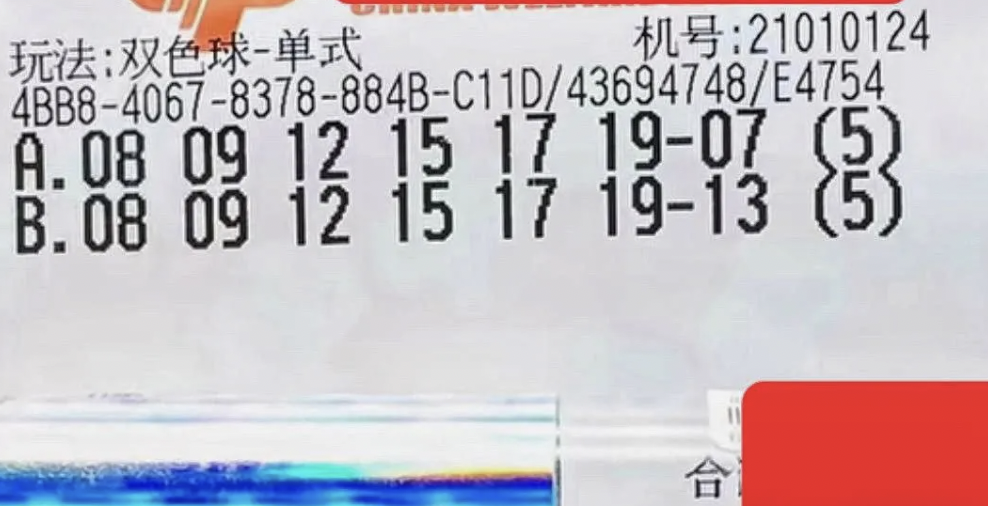 玩法:双色球-单式
机号:21010124
4BB8-4067-8378-884B-C11D/43694748/E4754
A.08 09 12 15 17 19-07 (5)
B.08 09 12 15 17 19-13 (5)
合